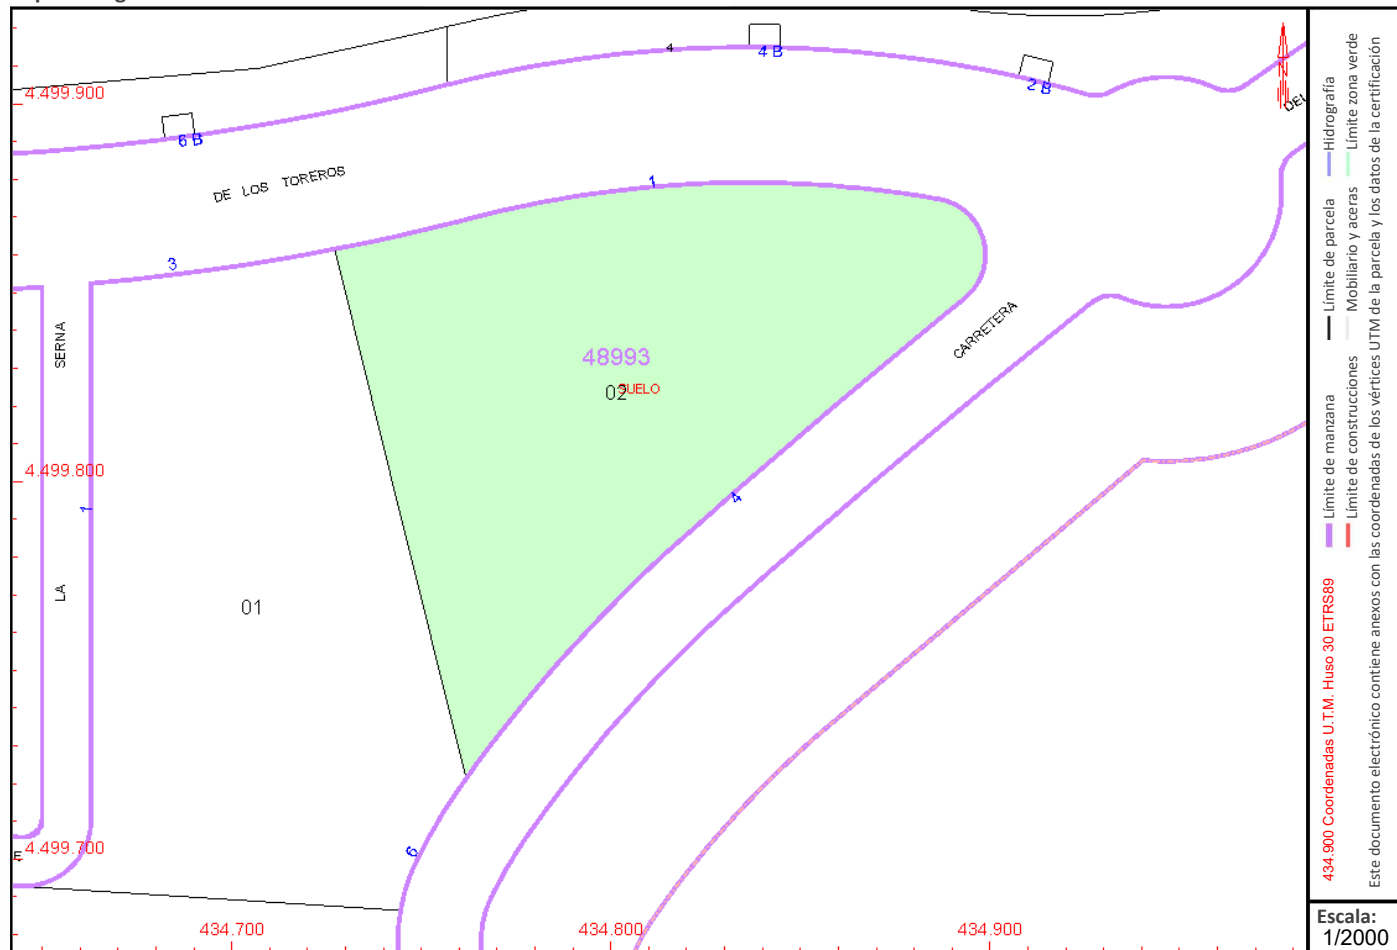 4
4 B
2 B
4.499.900
DEL
6 B
DE LOS TOREROS
1
3
SERNA
CARRETERA
48993
02
SUELO
4.499.800
4
1
LA
01
4.499.700
E
6
434.700
434.800
434.900
Hidrografía
Límite zona verde
Límite de parcela
Mobiliario y aceras
Límite de manzana
Límite de construcciones
434.900 Coordenadas U.T.M. Huso 30 ETRS89
Este documento electrónico contiene anexos con las coordenadas de los vértices UTM de la parcela y los datos de la certificación
Escala:
1/2000